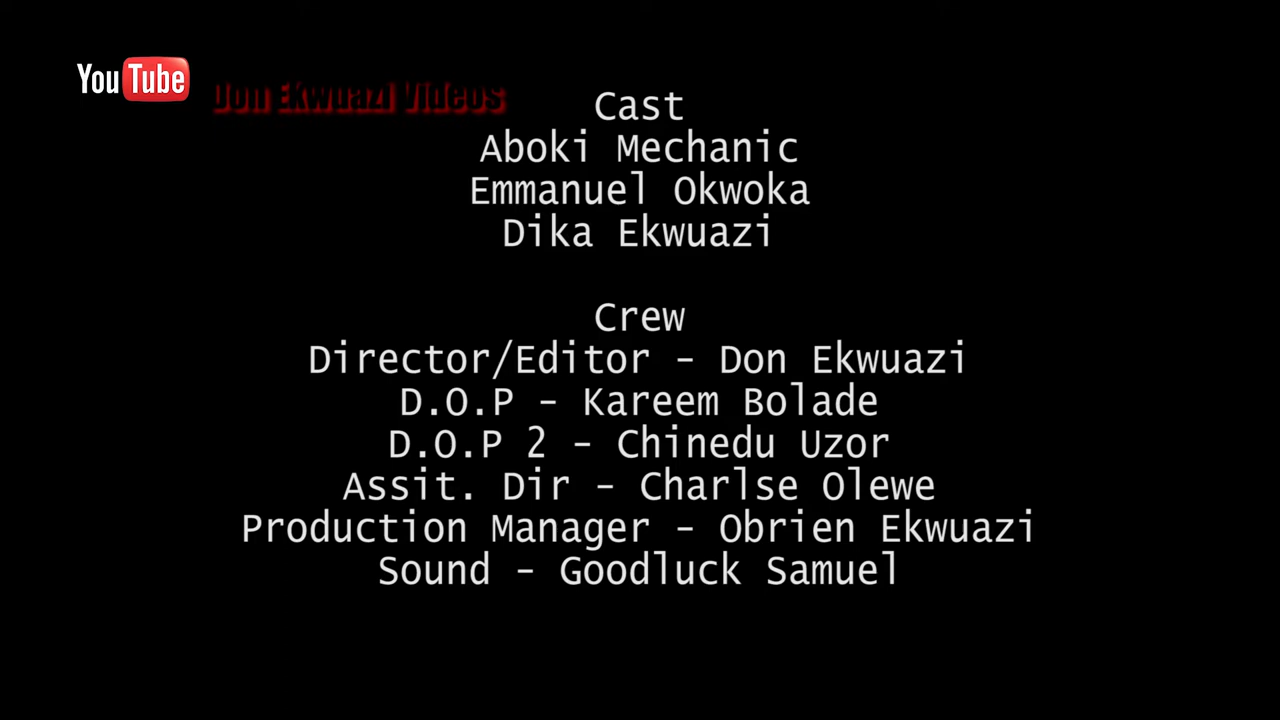 YouTube
Don Ekwuazi Videos
Cast
Aboki Mechanic
Emmanuel Okwoka
Dika Ekwuazi
Crew
Director/Editor - Don Ekwuazi
D.O.P - Kareem Bolade
D.O.P 2 - Chinedu Uzor
Assit. Dir - Charlse Olewe
Production Manager - Obrien Ekwuazi
Sound - Goodluck Samuel